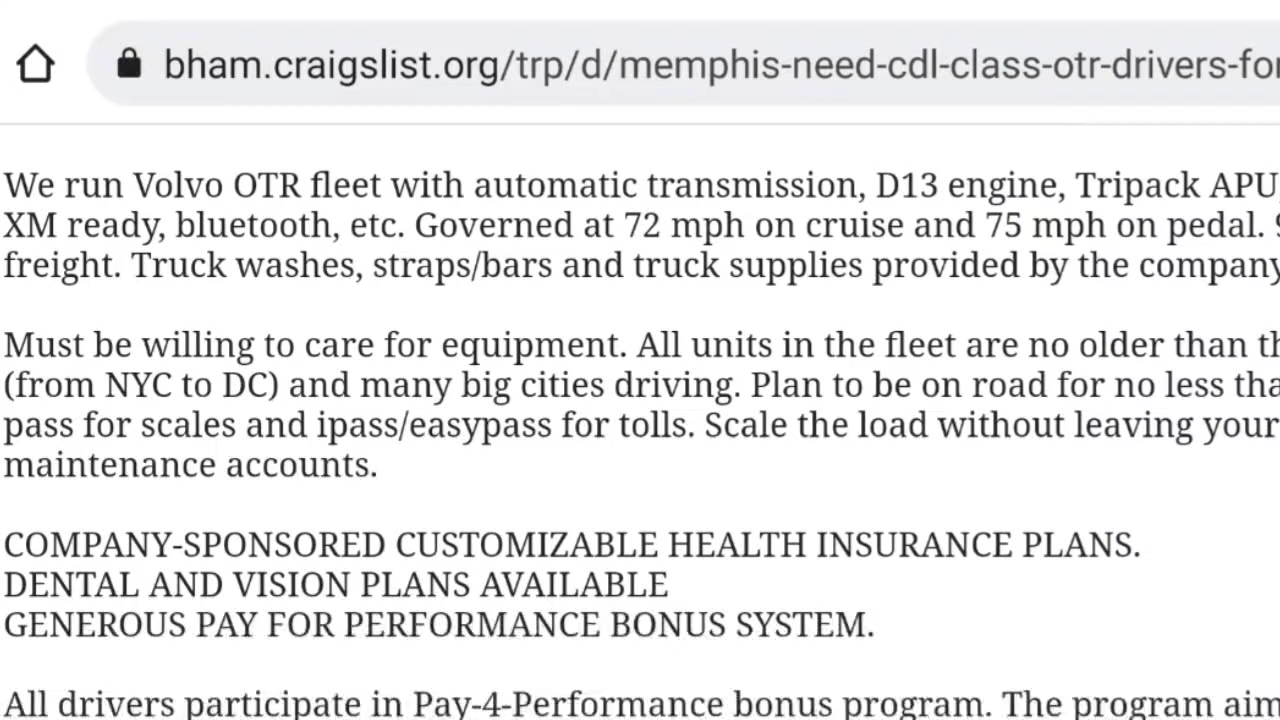 bham.craigslist.org/trp/d/memphis-need-cdl-class-otr-drivers-for
We run Volvo OTR fleet with automatic transmission, D13 engine, Tripack APU,
XM ready, bluetooth, etc. Governed at 72 mph on cruise and 75 mph on pedal.
freight. Truck washes, straps/bars and truck supplies provided by the company
Must be willing to care for equipment. All units in the fleet are no older than
(from NYC to DC) and many big cities driving. Plan to be on road for no less
pass for scales and ipass/easypass for tolls. Scale the load without leaving your
maintenance accounts.
COMPANY-SPONSORED CUSTOMIZABLE HEALTH INSURANCE PLANS.
DENTAL AND VISION PLANS AVAILABLE
GENEROUS PAY FOR PERFORMANCE BONUS SYSTEM.
All drivers participate in Pay-4-Performance bonus program. The program aim